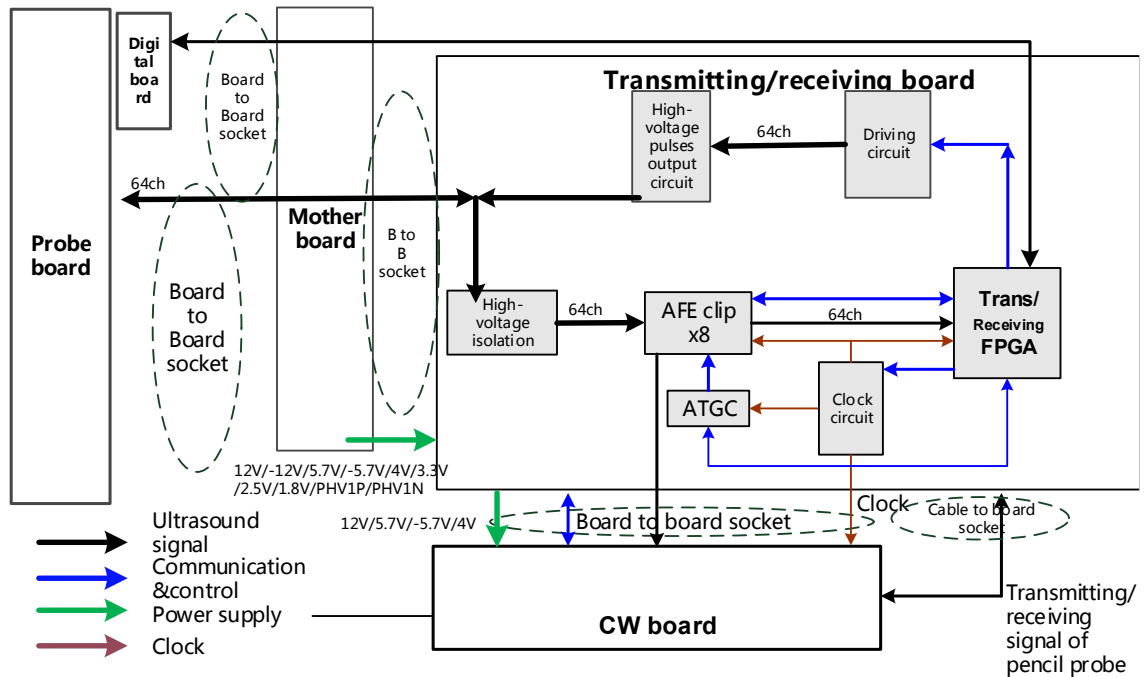 Digi
tal
boa
rd
Board
to
Board
socket
Transmitting/receiving board
High-
voltage
pulses
output
circuit
64ch
Driving
circuit
64ch
Mother
board
B to
B
socket
Probe
board
Board
to
Board
socket
High-
voltage
isolation
64ch
AFE clip
x8
64ch
Trans/
Receiving
FPGA
ATGC
Clock
circuit
12V/-12V/5.7V/-5.7V/4V/3.3V
/2.5V/1.8V/PHV1P/PHV1N
12V/5.7V/-5.7V/4V
Board to board socket
Clock
Cable to board
socket
Ultrasound
signal
Communication
&control
Power supply
Clock
CW board
Transmitting/
receiving
signal of
pencil probe